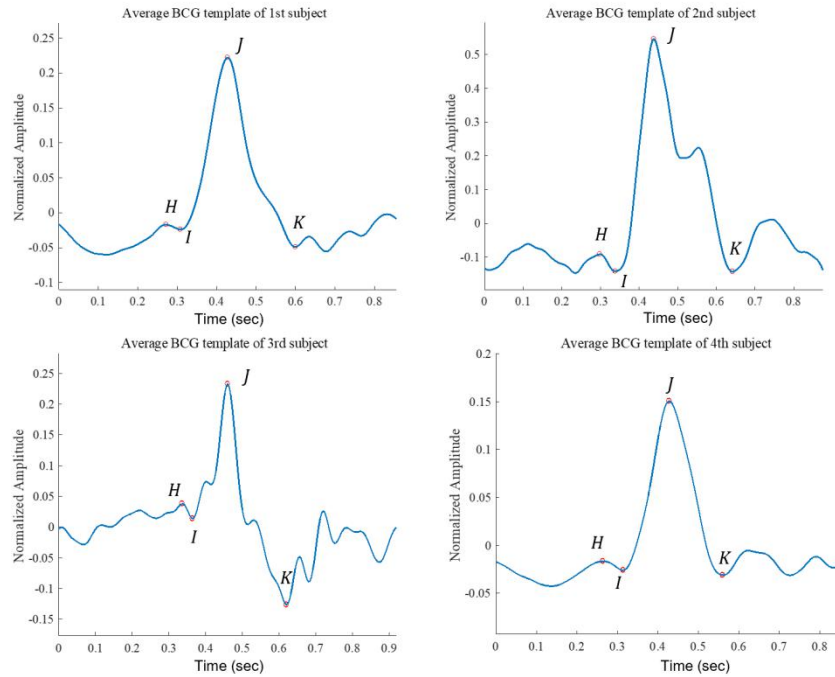 Average BCG template of 1st subject
Normalized Amplitude
0.25
0.2
0.15
0.1
0.05
0
-0.05
-0.1
H
I
J
K
0 0.1 0.2 0.3 0.4 0.5 0.6 0.7 0.8
Time (sec)
Average BCG template of 2nd subject
Normalized Amplitude
0.5
0.4
0.3
0.2
0.1
0
-0.1
H
I
J
K
0 0.1 0.2 0.3 0.4 0.5 0.6 0.7 0.8
Time (sec)
Average BCG template of 3rd subject
Normalized Amplitude
0.25
0.2
0.15
0.1
0.05
0
-0.05
-0.1
-0.15
H
I
J
K
0 0.1 0.2 0.3 0.4 0.5 0.6 0.7 0.8 0.9
Time (sec)
Average BCG template of 4th subject
Normalized Amplitude
0.2
0.15
0.1
0.05
0
-0.05
H
I
J
K
0 0.1 0.2 0.3 0.4 0.5 0.6 0.7 0.8
Time (sec)